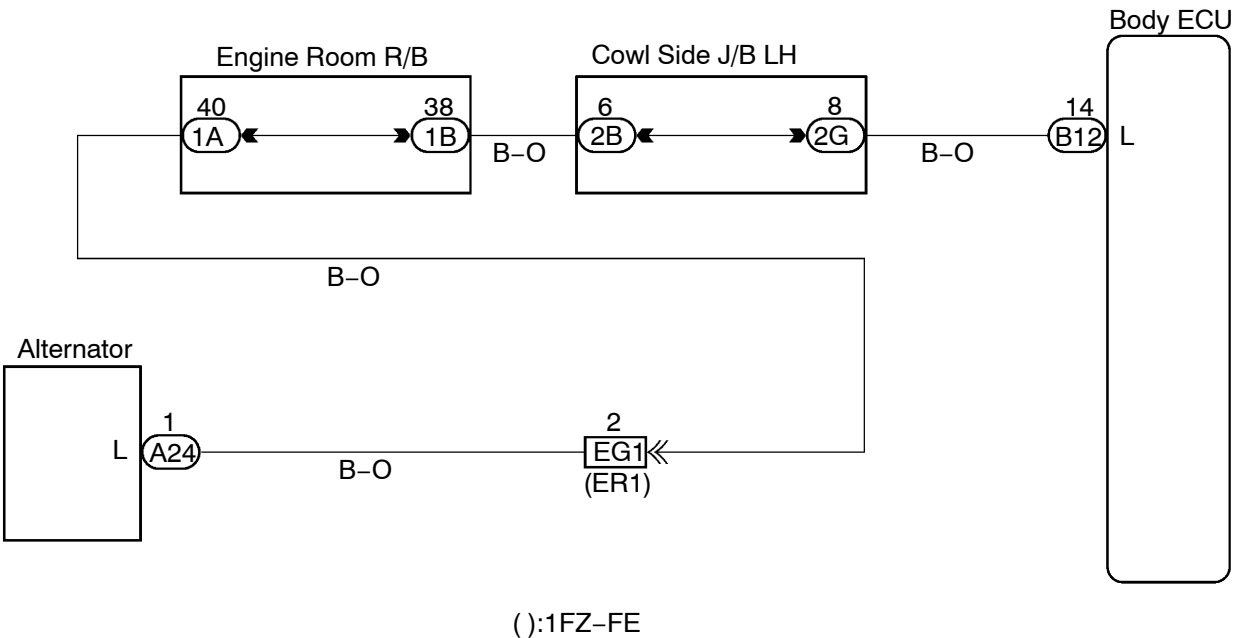 Body ECU
Engine Room R/B
Cowl Side J/B LH
40
38
6
8
14
1A
1B
2B
2G
B12
L
B−O
B−O
B−O
Alternator
1
2
L
A24
EG1
B−O
(ER1)
( ):1FZ−FE